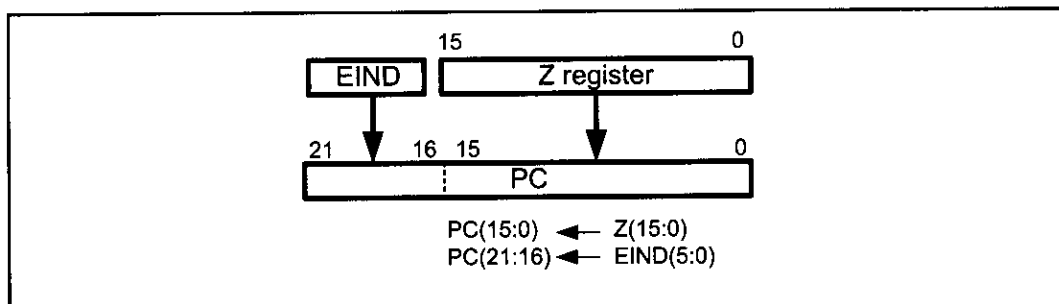 15 0
EIND Z register
21 16 15 0
PC
PC(15:0) Z(15:0)
PC(21:16) EIND(5:0)